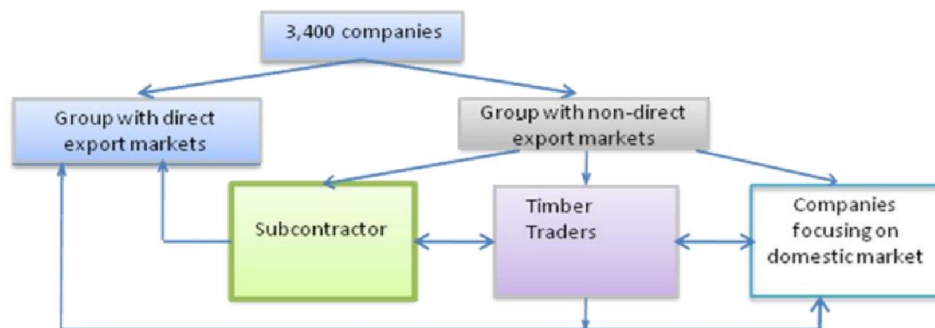 3,400 companies
Group with direct
export markets
Group with non-direct
export markets
Subcontractor
Timber
Traders
Companies
focusing on
domestic market